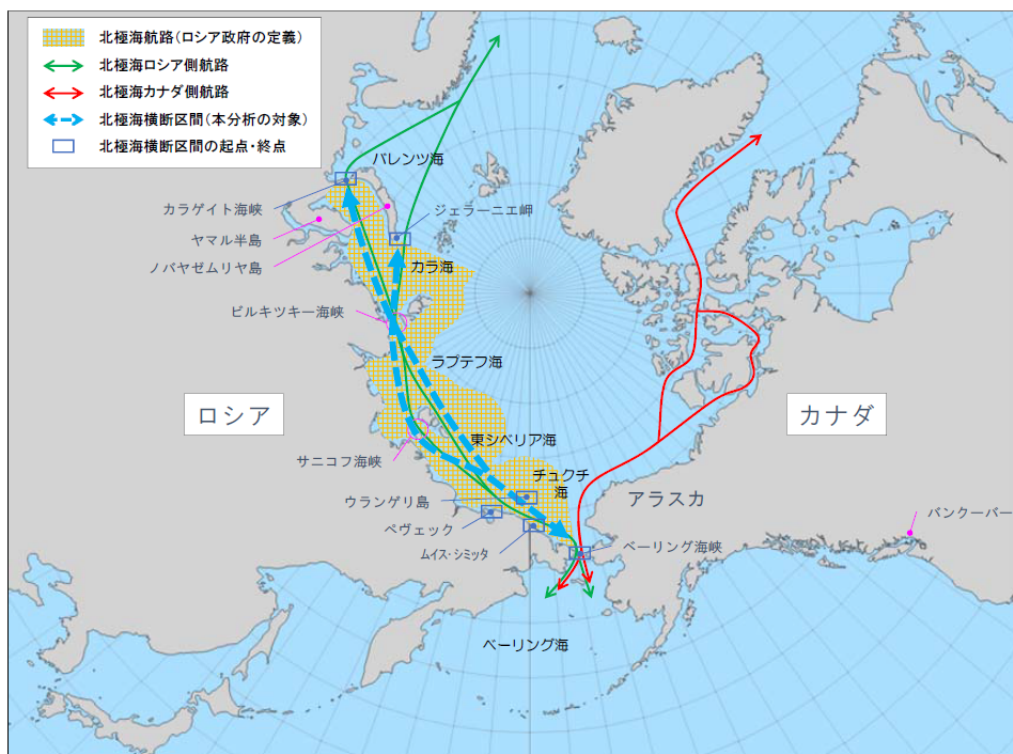 北極海航路(ロシア政府の定義)
北極海ロシア側航路
北極海カナダ側航路
北極海横断区間(本分析の対象)
北極海横断区間の起点・終点
バレンツ海
カラゲイト海峡
ジェラーニエ岬
ヤマル半島
ノバヤゼムリヤ島
カラ海
ビルキツキー海峡
ラプテフ海
ロシア
カナダ
東シベリア海
サニコフ海峡
チュクチ
海
ウランゲリ島
アラスカ
ペヴェック
バンクーバー
ムイス・シミッタ
ベーリング海峡
ベーリング海